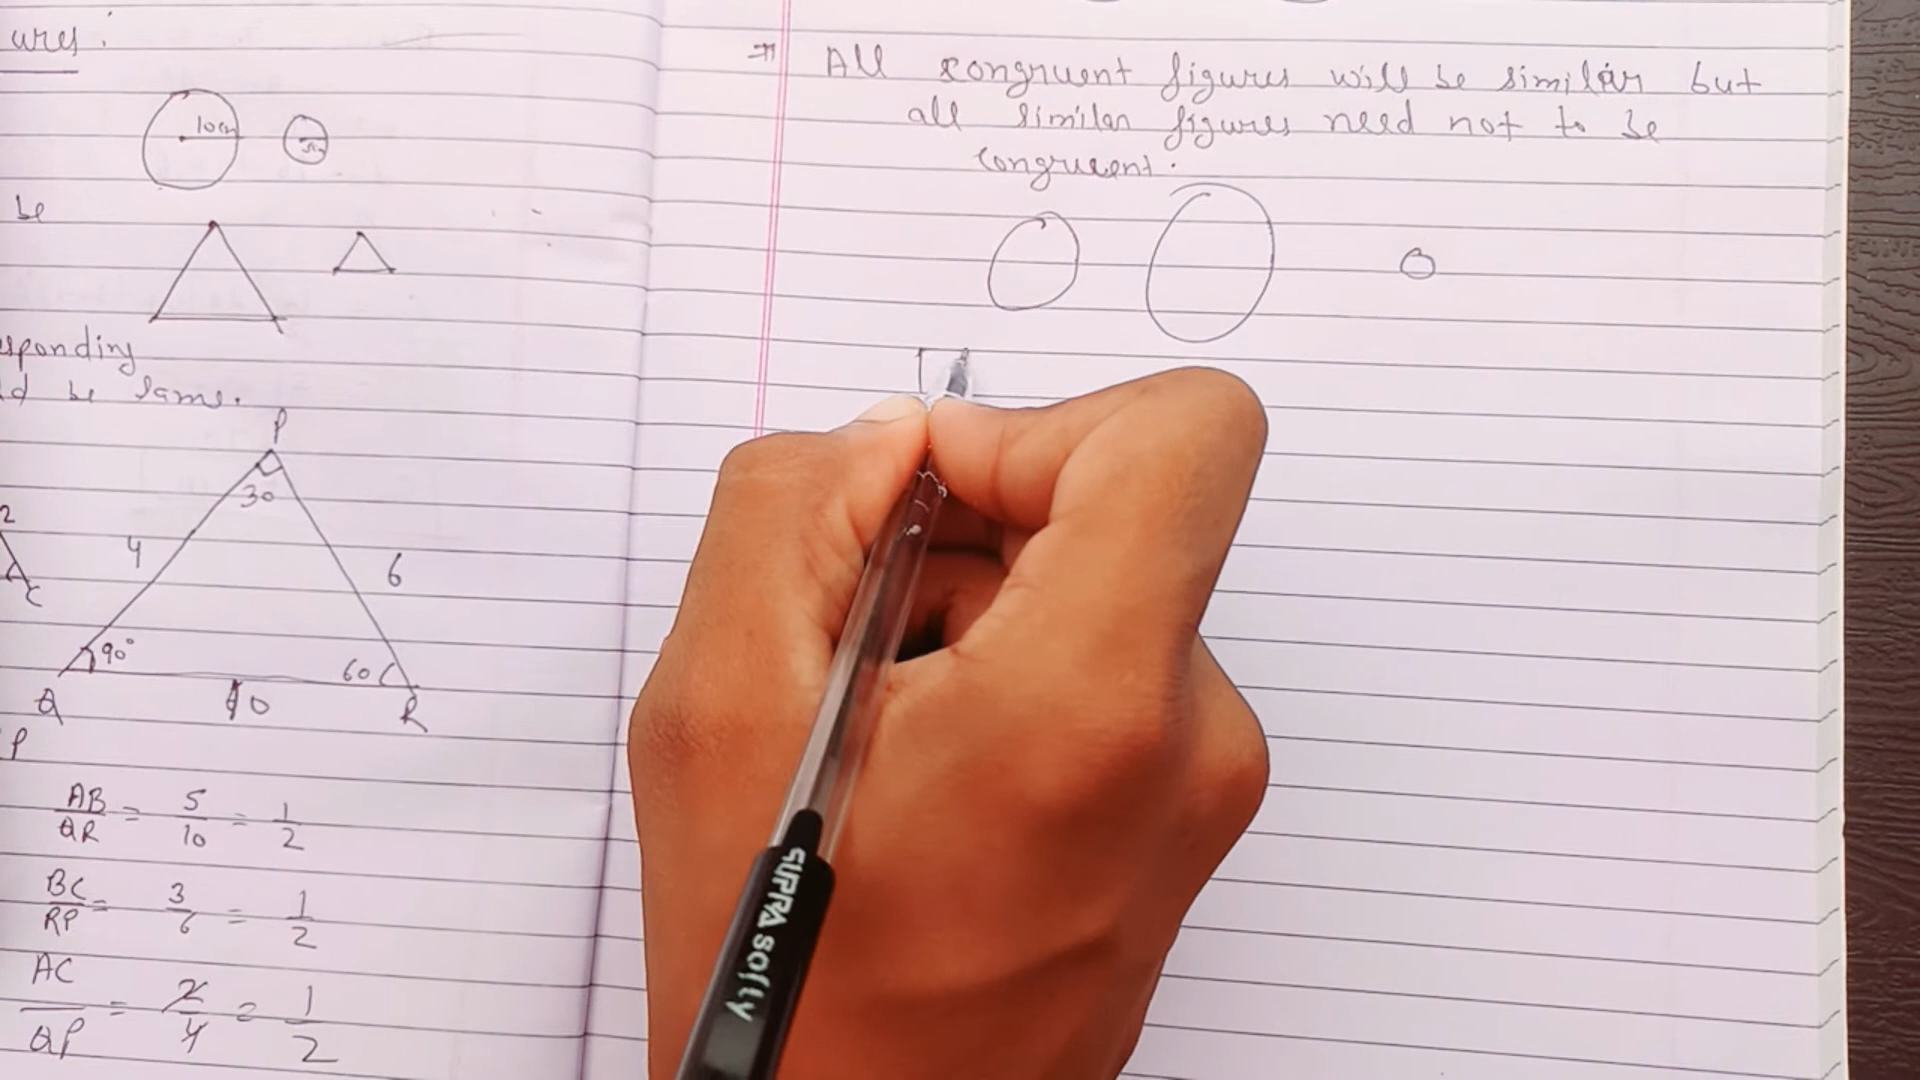 ures.
10cm
be
sponding
ld be same.
P
30
2
4
6
C
90°
60
Q
10
R
P
AB/QR = 5/10 = 1/2
BC/RP = 3/6 = 1/2
AC/QP = 2/4 = 1/2
⇒ All congruent figures will be similar but
all similar figures need not to be
congruent.
SUPRA softy